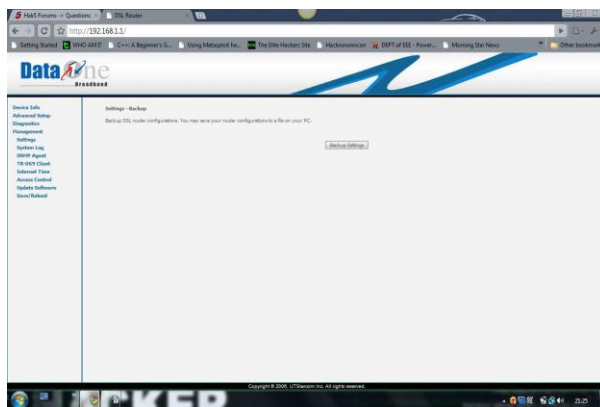 Hak5 Forums -> Question
DSL Router
http://192.168.1.1/
Getting Started
WHO AM I?
C++: A Beginner's G...
Using Metasploit ha...
The Elite Hackers Site
Hackronomicon
DEPT of EEE - Power...
Morning Star News
Other bookmark
Data One
Broadband
Device Info
Advanced Setup
Diagnostics
Management
Settings
System Log
SNMP Agent
TR-069 Client
Internet Time
Access Control
Update Software
Save/Reboot
Settings - Backup
Backup DSL router configurations. You may save your router configurations to a file on your PC.
Backup Settings
Copyright © 2006, UTStarcom Inc. All rights reserved.
21:25